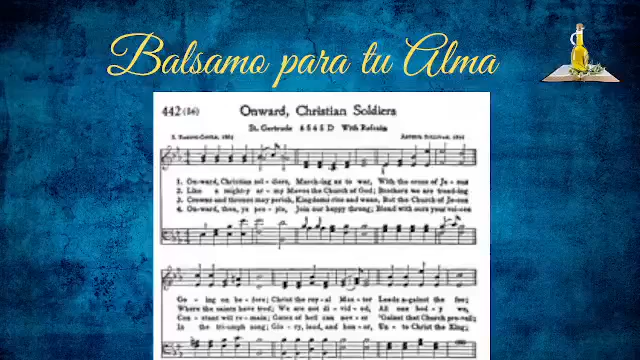 Balsamo para tu Alma
442 (86) Onward, Christian Soldiers
St. Gertrude 6 5 6 5 D With Refrain
S. Baring-Gould, 1865 Arthur Sullivan,
1. On-ward, Christian sol-diers, March-ing as to war, With the cross of Je-sus
2. Like a might-y ar-my Moves the Church of God; Brothers we are tread-ing
3. Crowns and thrones may perish, Kingdoms rise and wane, But the Church of Je-sus
4. Onward, then, ye peo-ple, Join our happy throng; Blend with ours your voi-ces
Go-ing on be-fore; Christ the roy-al Mas-ter Leads a-gainst the foe;
Where the saints have trod; We are not di-vid-ed, All one bod-y we,
Con-stant will re-main; Gates of hell can nev-er 'Gainst that Church pre-vail;
In the tri-umph song; Glo-ry, laud, and hon-or, Un-to Christ the King;